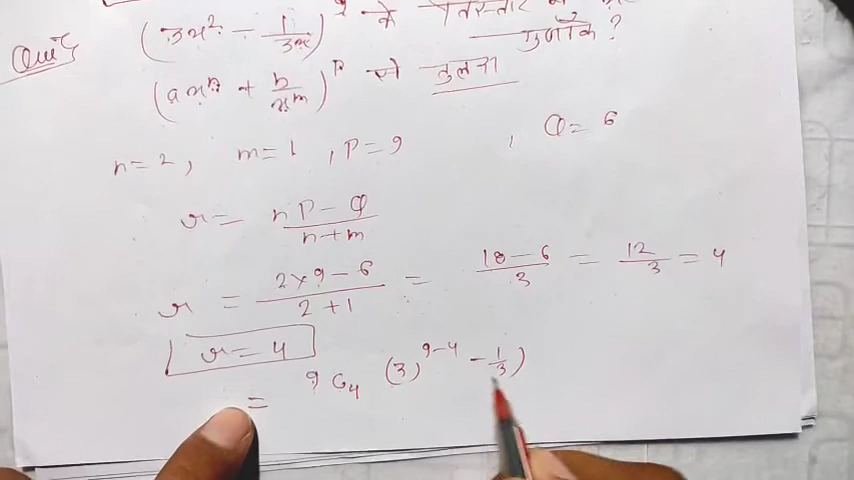 Ques (3x² - 1/3x)⁹ के विस्तार में
गुणांक ?
(axⁿ + b/xᵐ)ᵖ से तुलना
n = 2, m = 1, P = 9, Q = 6
r = nP - Q / n+m
r = 2×9 - 6 / 2+1 = 18 - 6 / 3 = 12/3 = 4
r = 4
= ⁹C₄ (3)⁹⁻⁴ - 1/3)